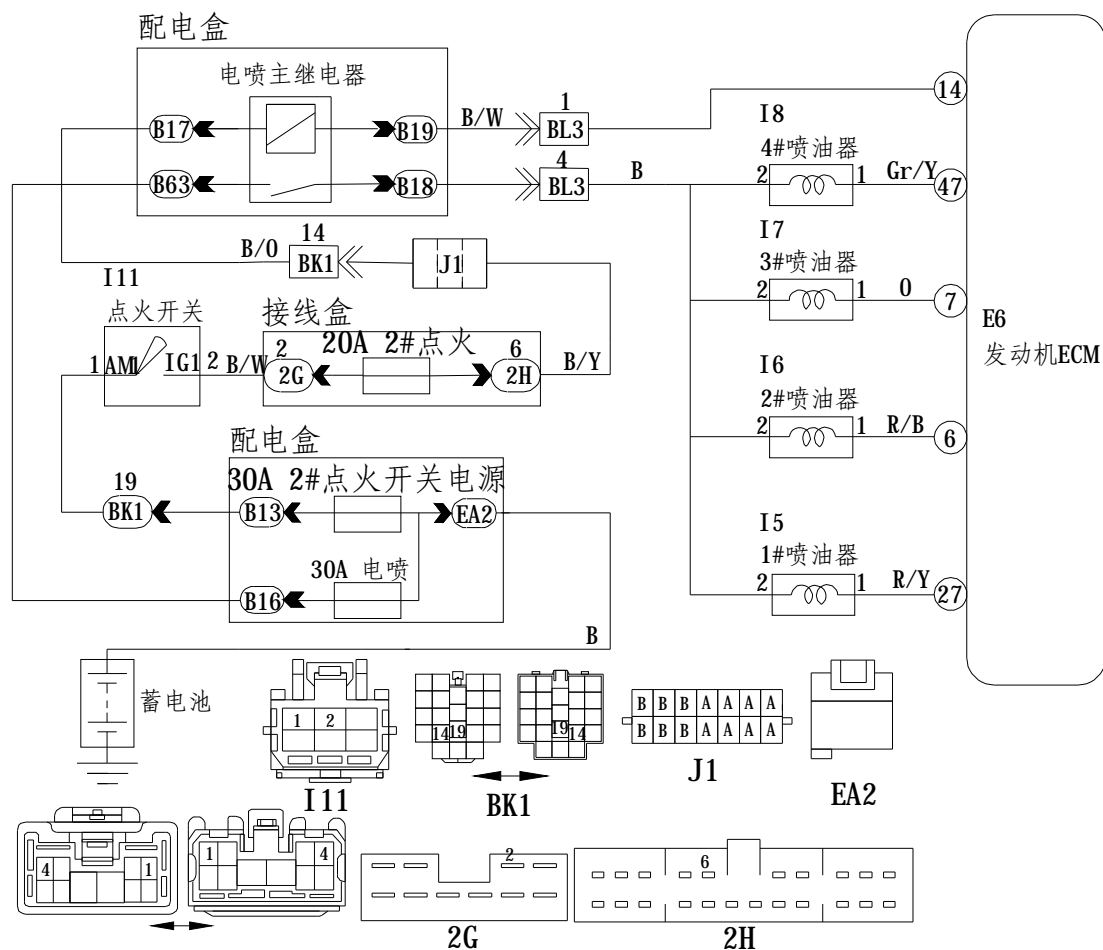 配电盒
电喷主继电器
B17
B19
B/W
1
BL3
14
B63
B18
4
BL3
B
I8
4#喷油器
2
1
Gr/Y
47
B/O
14
BK1
J1
I7
3#喷油器
2
1
O
7
E6
发动机ECM
I11
点火开关
1
AM1
IG1
2
B/W
接线盒
20A 2#点火
2
2G
6
2H
B/Y
I6
2#喷油器
2
1
R/B
6
配电盒
30A 2#点火开关电源
19
BK1
B13
EA2
30A 电喷
B16
I5
1#喷油器
2
1
R/Y
27
B
蓄电池
1 2
I11
14 19
19 14
BK1
B B B A A A A
B B B A A A A
J1
EA2
4 1
1 4
2
2G
6
2H